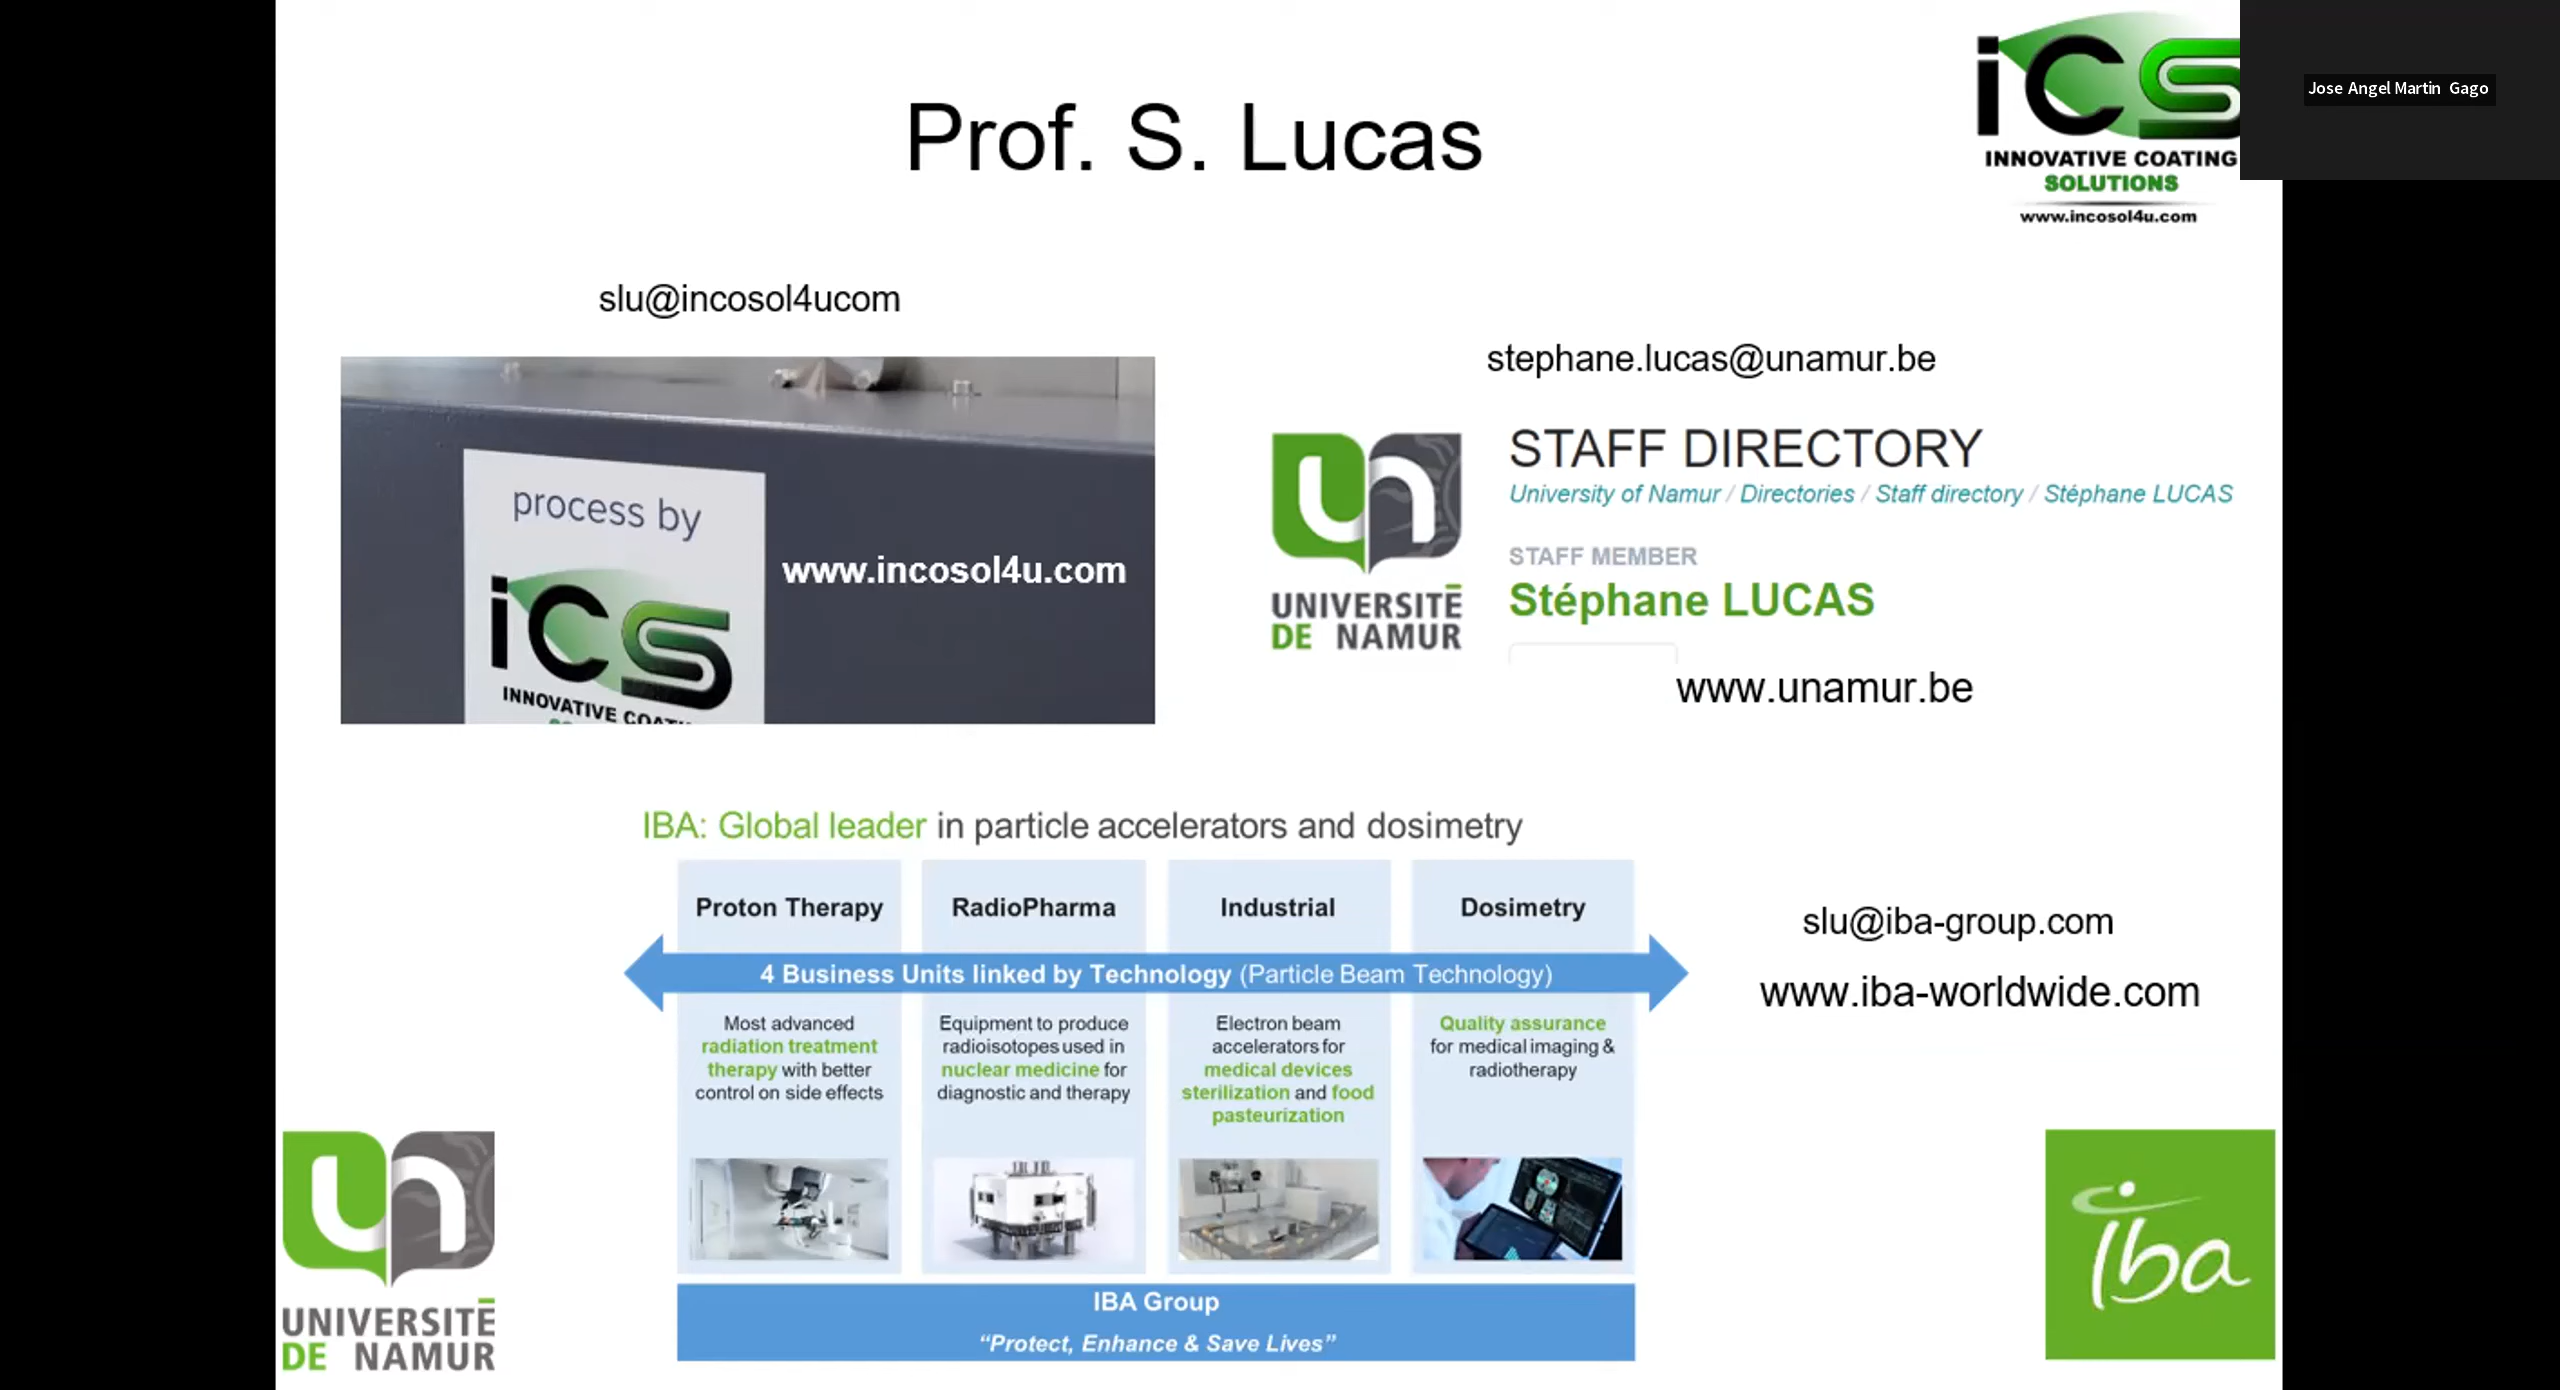 Prof. S. Lucas
iCS
INNOVATIVE COATING
SOLUTIONS
www.incosol4u.com
Jose Angel Martin Gago
slu@incosol4ucom
process by
iCS
INNOVATIVE
www.incosol4u.com
stephane.lucas@unamur.be
un
UNIVERSITÉ
DE NAMUR
STAFF DIRECTORY
University of Namur / Directories / Staff directory / Stéphane LUCAS
STAFF MEMBER
Stéphane LUCAS
www.unamur.be
IBA: Global leader in particle accelerators and dosimetry
Proton Therapy
RadioPharma
Industrial
Dosimetry
4 Business Units linked by Technology (Particle Beam Technology)
Most advanced
radiation treatment
therapy with better
control on side effects
Equipment to produce
radioisotopes used in
nuclear medicine for
diagnostic and therapy
Electron beam
accelerators for
medical devices
sterilization and food
pasteurization
Quality assurance
for medical imaging &
radiotherapy
IBA Group
“Protect, Enhance & Save Lives”
slu@iba-group.com
www.iba-worldwide.com
un
UNIVERSITÉ
DE NAMUR
iba